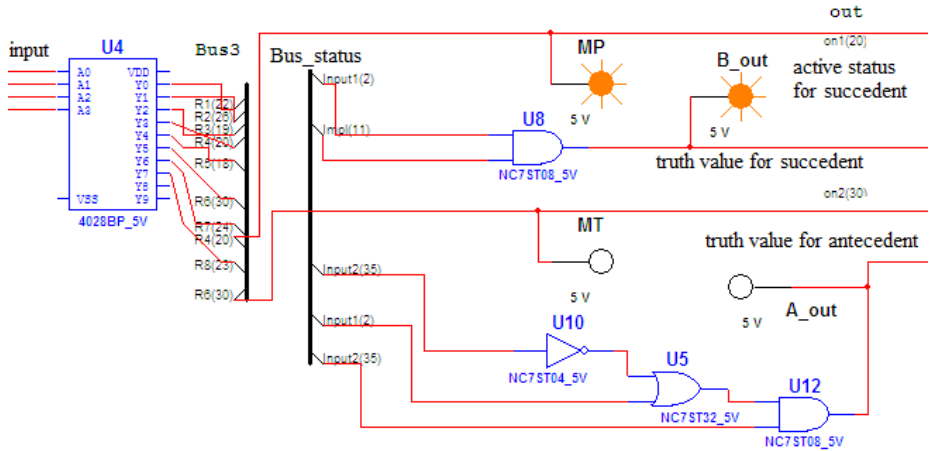 out
input
U4
Bus3
Bus_status
MP
B_out
on1(20)
active status
for succedent
A0
A1
A2
A3
VSS
VDD
Y0
Y1
Y2
Y3
Y4
Y5
Y6
Y7
Y8
Y9
4028BP_5V
R1(22)
R2(26)
R3(19)
R4(20)
R5(18)
R6(30)
R7(24)
R4(20)
R8(23)
R6(30)
Input1(2)
Impl(11)
Input2(35)
Input1(2)
Input2(35)
5 V
5 V
U8
NC7ST08_5V
truth value for succedent
on2(30)
MT
5 V
truth value for antecedent
A_out
5 V
U10
NC7ST04_5V
U5
NC7ST32_5V
U12
NC7ST08_5V